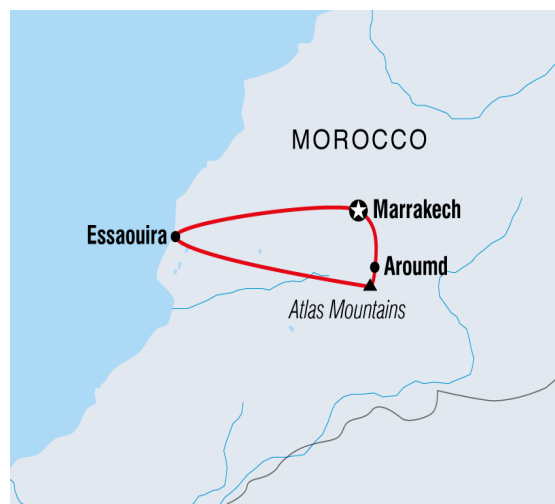 MOROCCO
Marrakech
Essaouira
Aroumd
Atlas Mountains